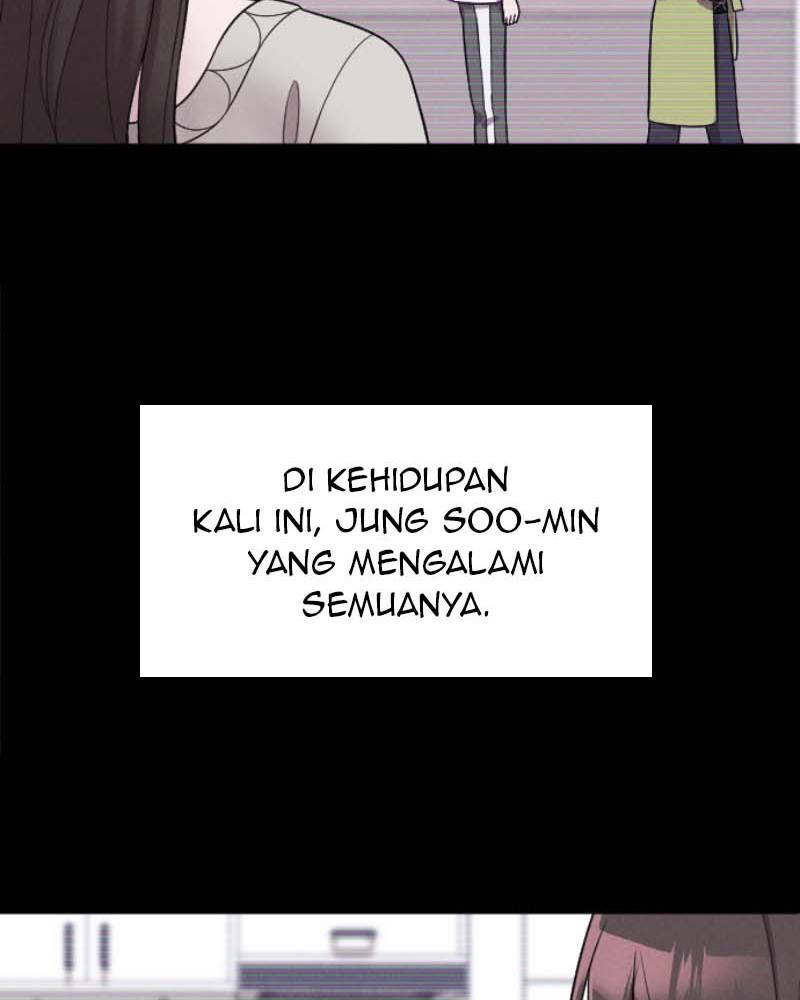 DI KEHIDUPAN
KALI INI, JUNG SOO-MIN
YANG MENGALAMI
SEMUANYA.